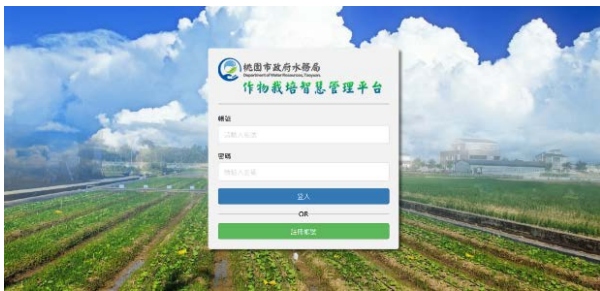 桃園市政府水務局
Department of Water Resources, Taoyuan
作物栽培智慧管理平台
帳號
請輸入帳號
密碼
請輸入密碼
登入
OR
註冊帳號